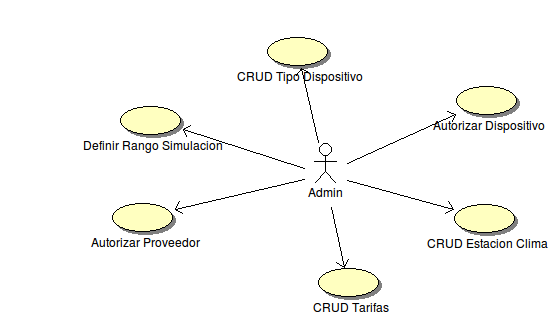 CRUD Tipo Dispositivo
Autorizar Dispositivo
Definir Rango Simulacion
Admin
Autorizar Proveedor
CRUD Estacion Clima
CRUD Tarifas